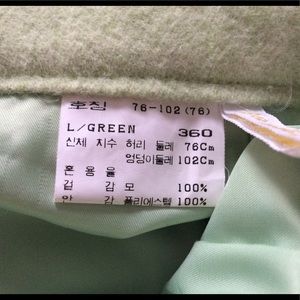 호칭 76-102(76)
L/GREEN 360
신체 지수 허리 둘레 76Cm
엉덩이둘레 102Cm
혼 용 율
겉 감 모 100%
안 감 폴리에스텔 100%